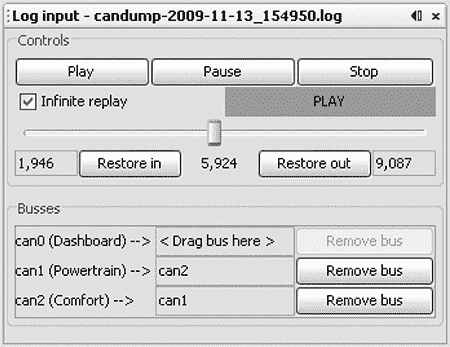 Log input - candump-2009-11-13_154950.log
Controls
Play Pause Stop
Infinite replay PLAY
1,946 Restore in 5,924 Restore out 9,087
Busses
can0 (Dashboard) --> < Drag bus here > Remove bus
can1 (Powertrain) --> can2 Remove bus
can2 (Comfort) --> can1 Remove bus